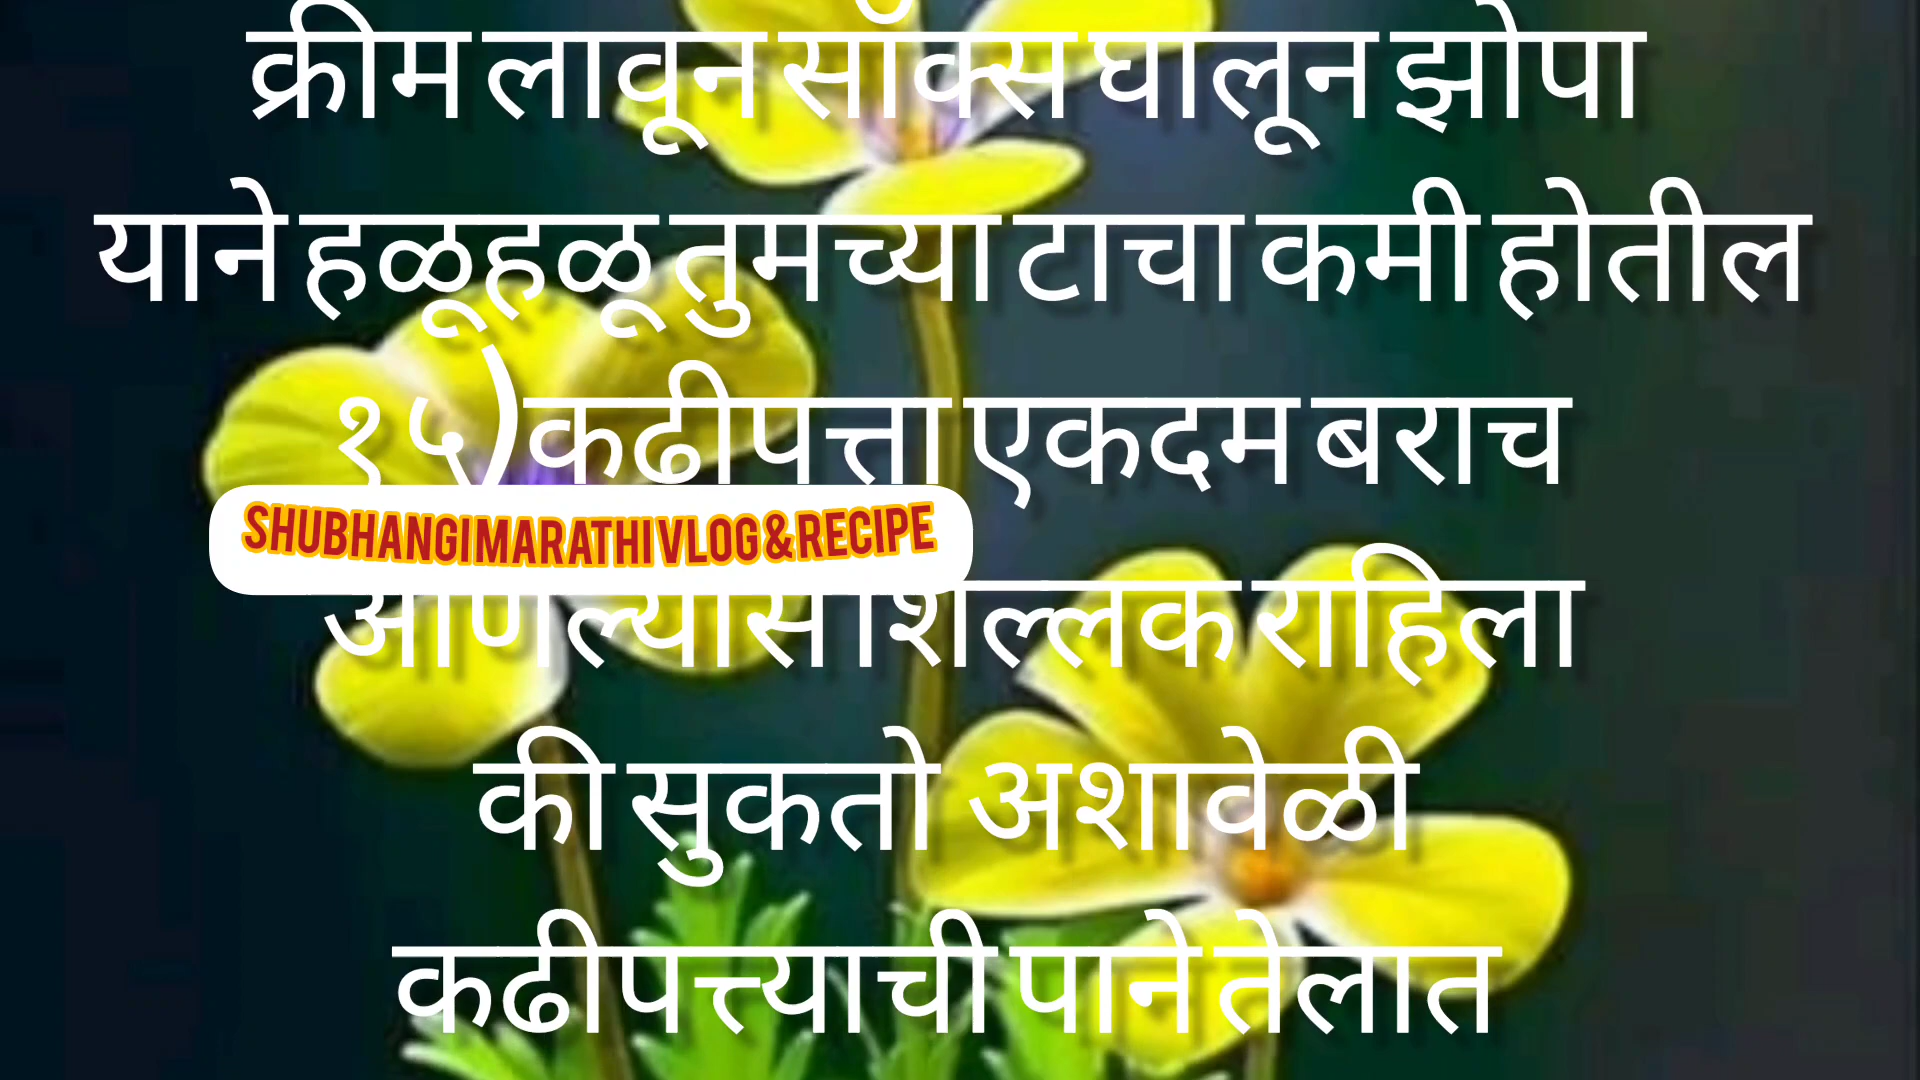 क्रीम लावून सॉक्स घालून झोपा
याने हळूहळू तुमच्या टाचा कमी होतील
१५) कढीपत्ता एकदम बराच
SHUBHANGI MARATHI VLOG & RECIPE
आणल्यास शिल्लक राहिला
की सुकतो अशावेळी
कढीपत्त्याची पाने तेलात